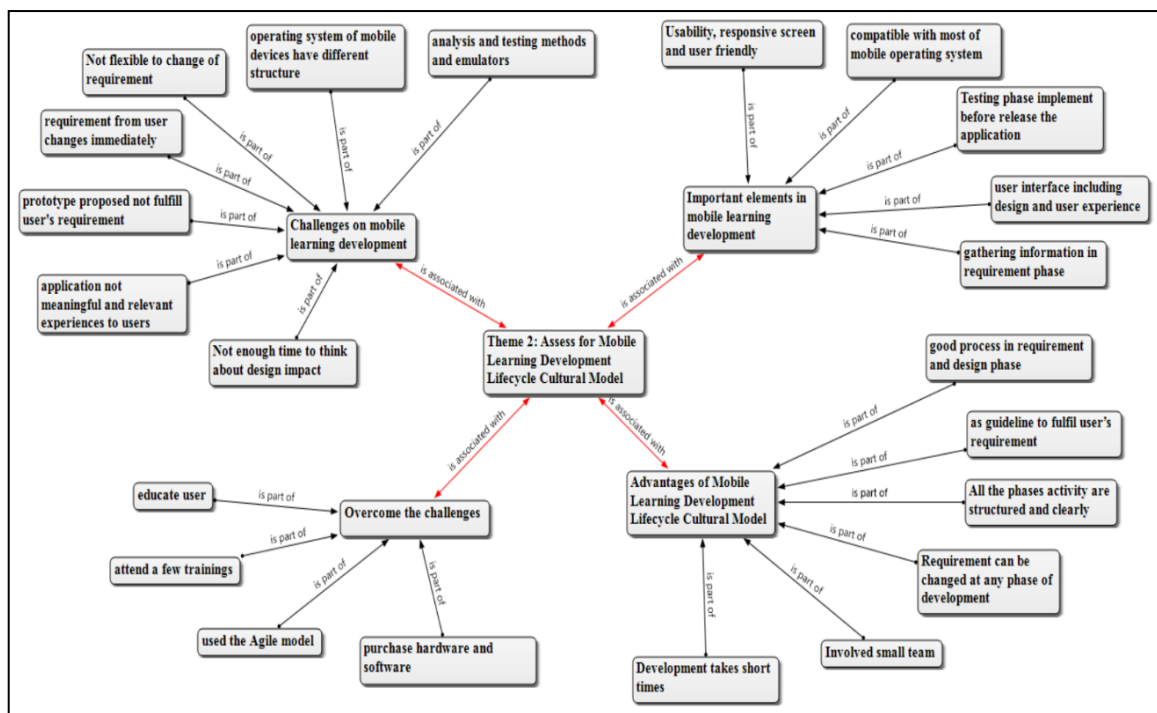 Not flexible to change of
requirement
operating system of mobile
devices have different
structure
analysis and testing methods
and emulators
requirement from user
changes immediately
prototype proposed not fulfill
user's requirement
application not
meaningful and relevant
experiences to users
Not enough time to think
about design impact
is part of
is part of
is part of
is part of
is part of
is part of
is part of
Challenges on mobile
learning development
Usability, responsive screen
and user friendly
compatible with most of
mobile operating system
Testing phase implement
before release the
application
user interface including
design and user experience
gathering information in
requirement phase
is part of
is part of
is part of
is part of
is part of
Important elements in
mobile learning
development
is associated with
is associated with
Theme 2: Assess for Mobile
Learning Development
Lifecycle Cultural Model
is associated with
is associated with
educate user
attend a few trainings
used the Agile model
purchase hardware and
software
is part of
is part of
is part of
is part of
Overcome the challenges
Advantages of Mobile
Learning Development
Lifecycle Cultural Model
good process in requirement
and design phase
as guideline to fulfil user's
requirement
All the phases activity are
structured and clearly
Requirement can be
changed at any phase of
development
Involved small team
Development takes short
times
is part of
is part of
is part of
is part of
is part of
is part of